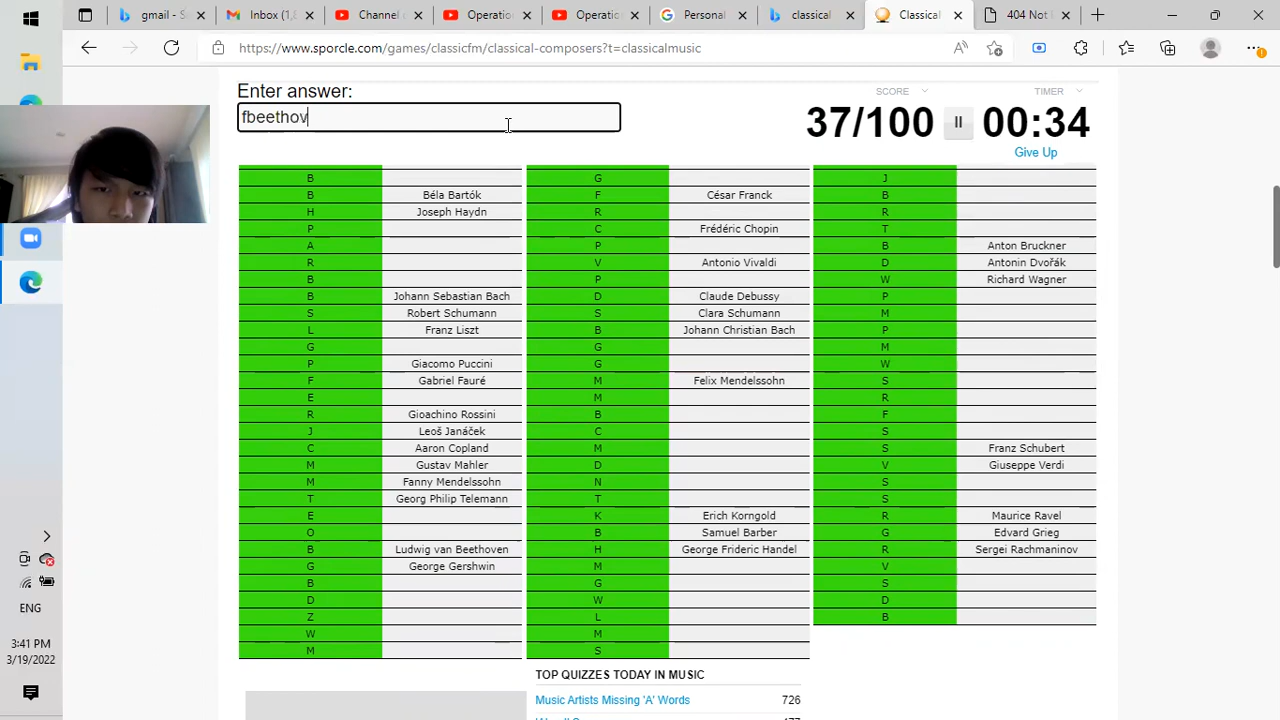 gmail - S
Inbox (1,
Channel c
Operation
Operation
Personal
classical
Classical
404 Not
https://www.sporcle.com/games/classicfm/classical-composers?t=classicalmusic
Enter answer:
fbeethov
SCORE
TIMER
37/100
00:34
Give Up
B G J
B Béla Bartók F César Franck B
H Joseph Haydn R R
P C Frédéric Chopin T
A P B Anton Bruckner
R V Antonio Vivaldi D Antonin Dvořák
B P W Richard Wagner
B Johann Sebastian Bach D Claude Debussy P
S Robert Schumann S Clara Schumann M
L Franz Liszt B Johann Christian Bach P
G G M
P Giacomo Puccini G W
F Gabriel Fauré M Felix Mendelssohn S
E M R
R Gioachino Rossini B F
J Leoš Janáček C S
C Aaron Copland M S Franz Schubert
M Gustav Mahler D V Giuseppe Verdi
M Fanny Mendelssohn N S
T Georg Philip Telemann T S
E K Erich Korngold R Maurice Ravel
O B Samuel Barber G Edvard Grieg
B Ludwig van Beethoven H George Frideric Handel R Sergei Rachmaninov
G George Gershwin M V
B G S
D W D
Z L B
W M
M S
TOP QUIZZES TODAY IN MUSIC
Music Artists Missing 'A' Words 726
ENG
3:41 PM
3/19/2022